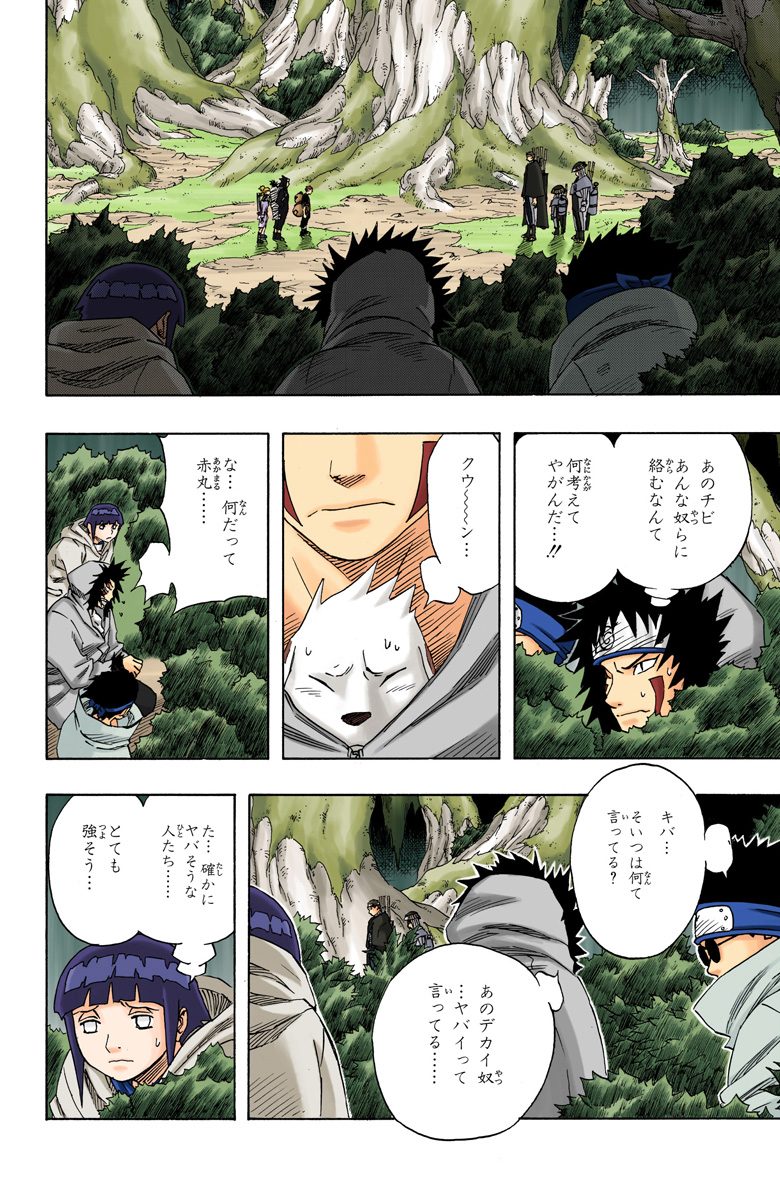 あのチビ
あんな奴らに
絡むなんて
何考えて
やがんだ…!!
クウ～～～ン…
な…何だって
赤丸……
キバ…
そいつは何て
言ってる?
あのデカイ奴
…ヤバイって
言ってる……
た…確かに
ヤバそうな
人たち……
とても
強そう…